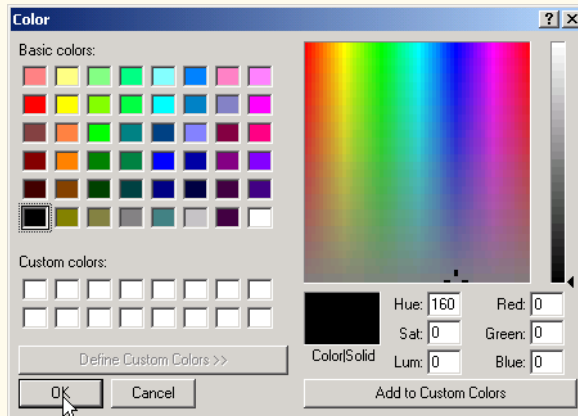 Color
Basic colors:
Custom colors:
Define Custom Colors >>
OK
Cancel
Color|Solid
Hue: 160
Sat: 0
Lum: 0
Red: 0
Green: 0
Blue: 0
Add to Custom Colors